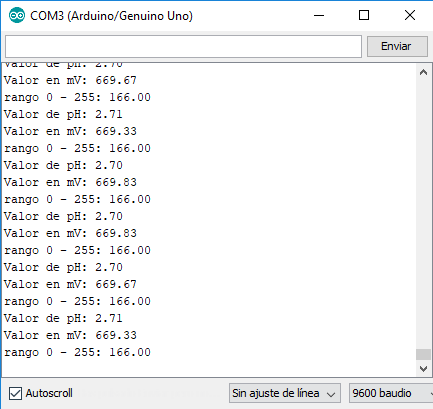 COM3 (Arduino/Genuino Uno)
Enviar
Valor de pH: 2.70
Valor en mV: 669.67
rango 0 - 255: 166.00
Valor de pH: 2.71
Valor en mV: 669.33
rango 0 - 255: 166.00
Valor de pH: 2.70
Valor en mV: 669.83
rango 0 - 255: 166.00
Valor de pH: 2.70
Valor en mV: 669.83
rango 0 - 255: 166.00
Valor de pH: 2.70
Valor en mV: 669.67
rango 0 - 255: 166.00
Valor de pH: 2.71
Valor en mV: 669.33
rango 0 - 255: 166.00
Autoscroll Sin ajuste de línea 9600 baudio